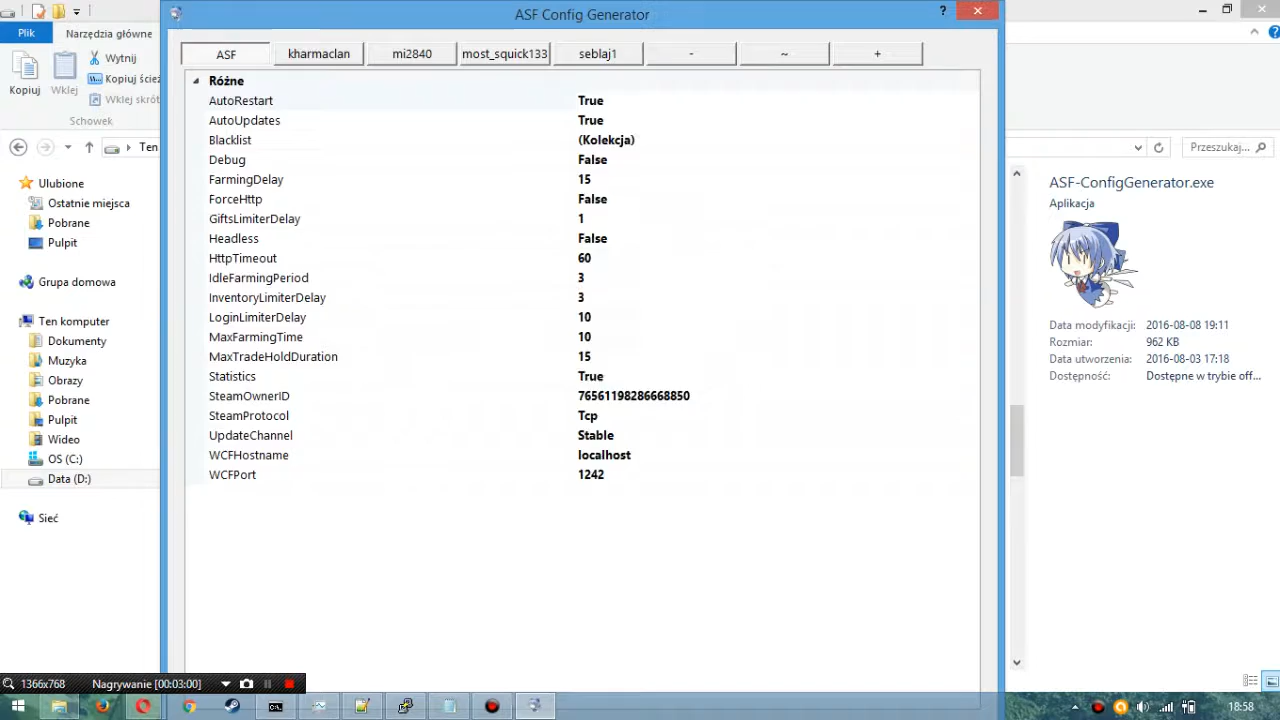 ASF Config Generator
?
Plik
Narzędzia główne
Kopiuj
Wklej
Wytnij
Kopiuj ście
Wklej skrót
Schowek
Ten
Przeszukaj...
ASF
kharmaclan
mi2840
most_squick133
seblaj1
-
~
+
Różne
AutoRestart True
AutoUpdates True
Blacklist (Kolekcja)
Debug False
FarmingDelay 15
ForceHttp False
GiftsLimiterDelay 1
Headless False
HttpTimeout 60
IdleFarmingPeriod 3
InventoryLimiterDelay 3
LoginLimiterDelay 10
MaxFarmingTime 10
MaxTradeHoldDuration 15
Statistics True
SteamOwnerID 76561198286668850
SteamProtocol Tcp
UpdateChannel Stable
WCFHostname localhost
WCFPort 1242
Ulubione
Ostatnie miejsca
Pobrane
Pulpit
Grupa domowa
Ten komputer
Dokumenty
Muzyka
Obrazy
Pobrane
Pulpit
Wideo
OS (C:)
Data (D:)
Sieć
ASF-ConfigGenerator.exe
Aplikacja
Data modyfikacji: 2016-08-08 19:11
Rozmiar: 962 KB
Data utworzenia: 2016-08-03 17:18
Dostępność: Dostępne w trybie off...
1366x768 Nagrywanie [00:03:00]
18:58